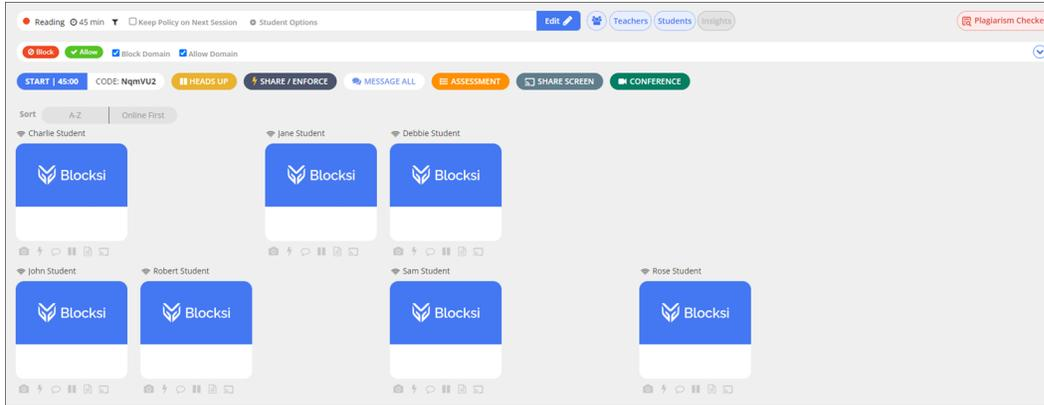 Reading 45 min Keep Policy on Next Session Student Options Edit Teachers Students Insights Plagiarism Checke
Block Allow Block Domain Allow Domain
START | 45:00 CODE: NqmVU2 HEADS UP SHARE / ENFORCE MESSAGE ALL ASSESSMENT SHARE SCREEN CONFERENCE
Sort A-Z Online First
Charlie Student Jane Student Debbie Student
Blocksi Blocksi Blocksi
John Student Robert Student Sam Student Rose Student
Blocksi Blocksi Blocksi Blocksi